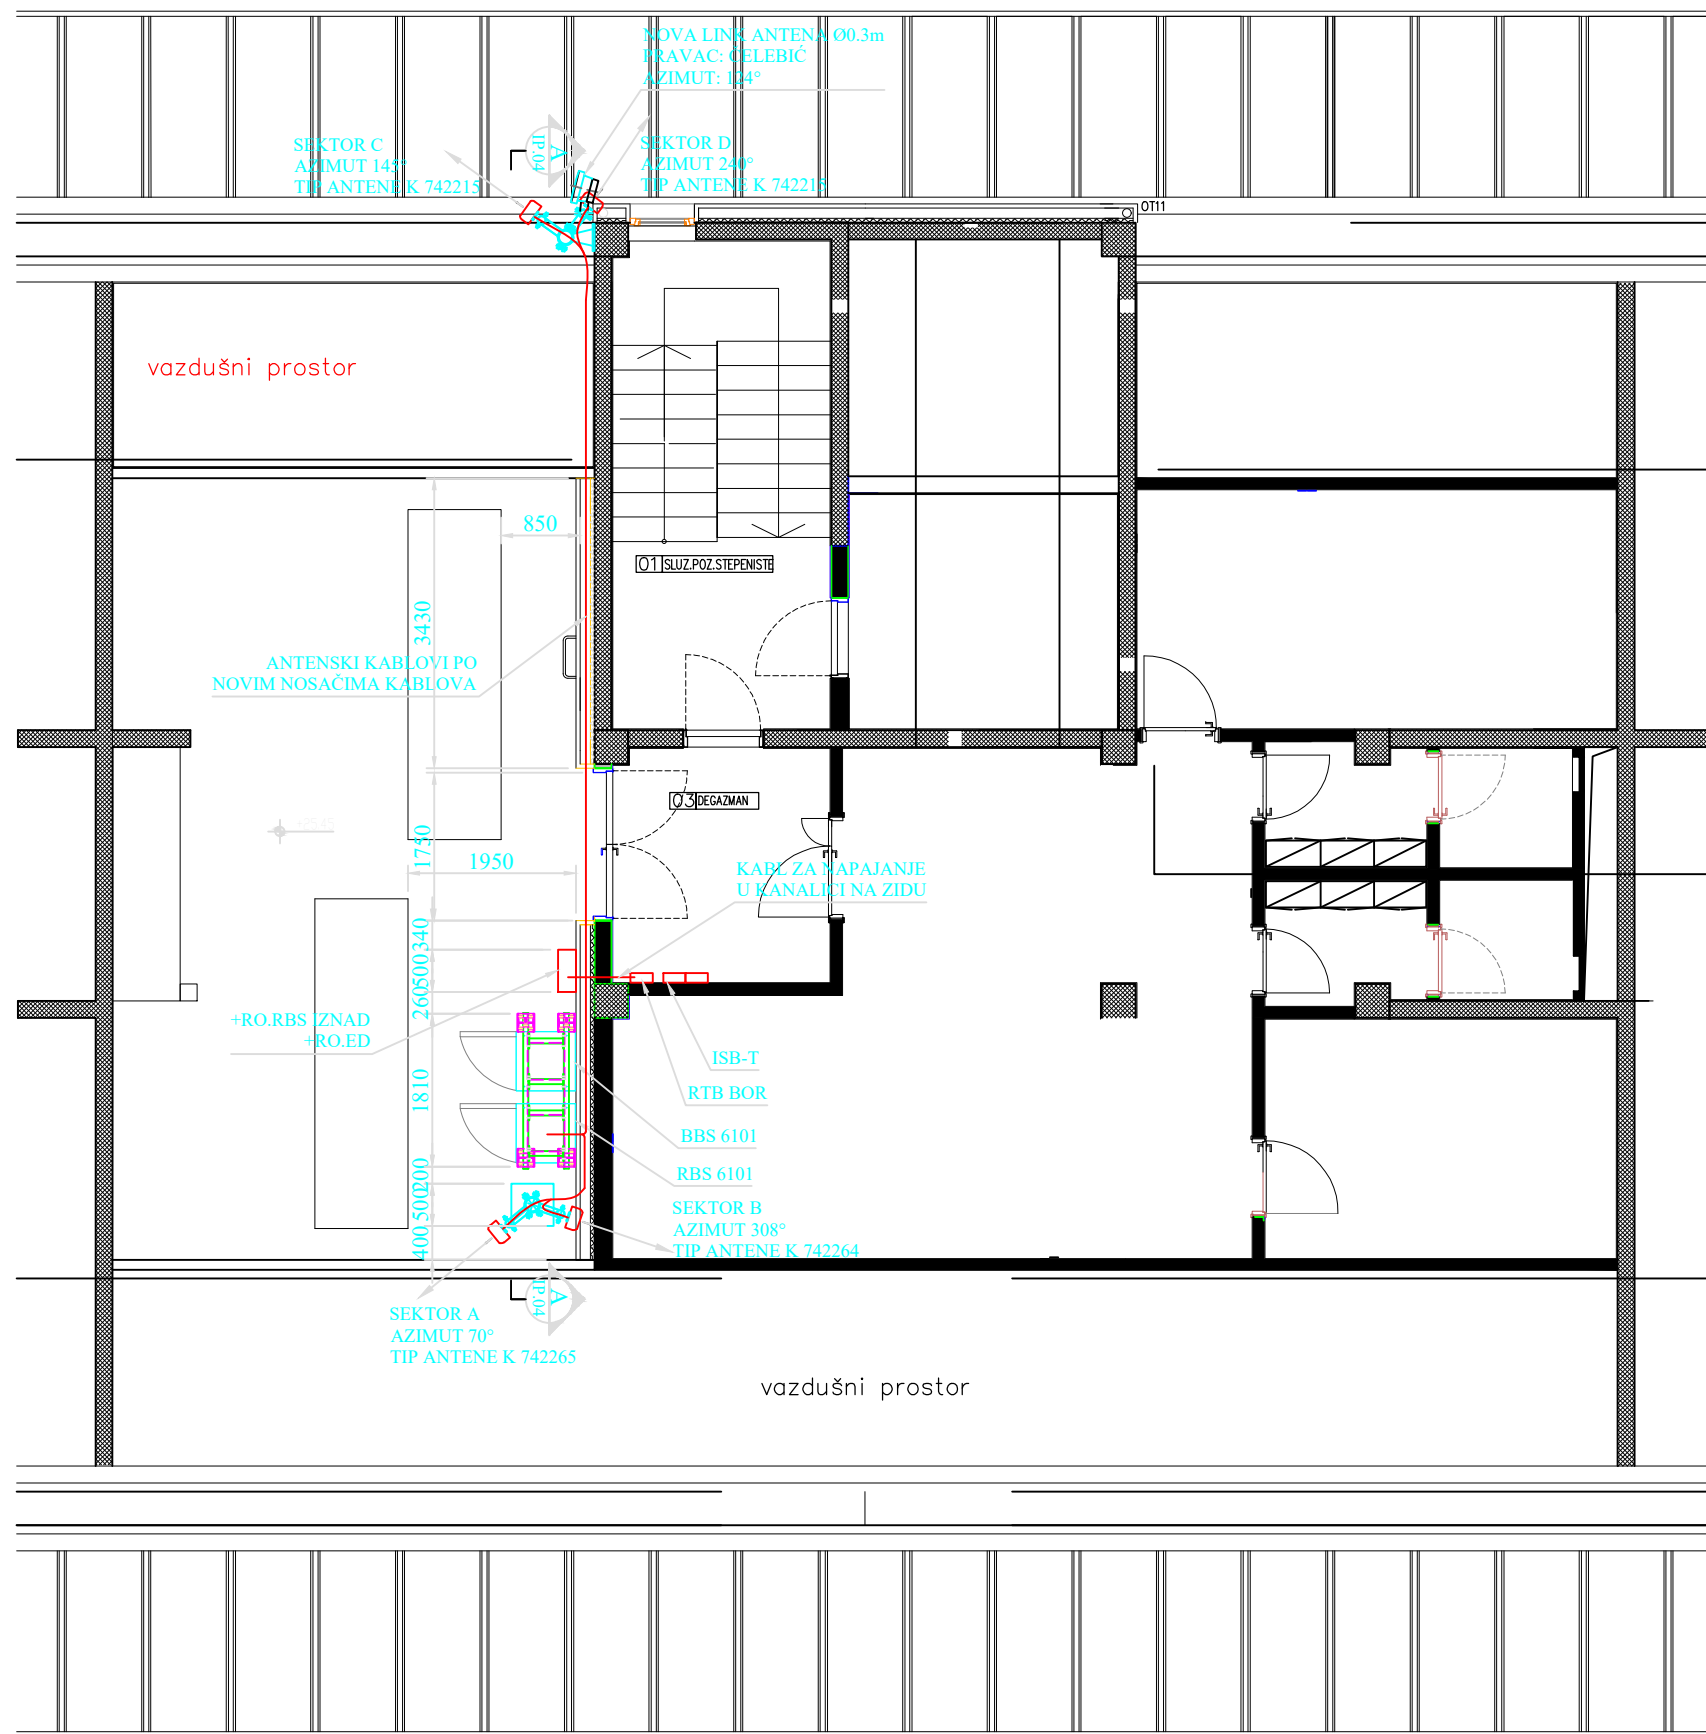 NOVA LINK ANTENA Ø0.3m
PRAVAC: ČELEBIĆ
AZIMUT: 124°
SEKTOR C
AZIMUT 145°
TIP ANTENE K 742215
A
IP.04
SEKTOR D
AZIMUT 240°
TIP ANTENE K 742215
OT11
vazdušni prostor
850
01 SLUZ.POZ.STEPENISTE
3430
ANTENSKI KABLOVI PO
NOVIM NOSAČIMA KABLOVA
03 DEGAZMAN
1750
1950
KABL ZA NAPAJANJE
U KANALICI NA ZIDU
340
500
260
+RO.RBS IZNAD
+RO.ED
ISB-T
RTB BOR
1810
BBS 6101
RBS 6101
200
500
400
SEKTOR B
AZIMUT 308°
TIP ANTENE K 742264
A
IP.04
SEKTOR A
AZIMUT 70°
TIP ANTENE K 742265
vazdušni prostor